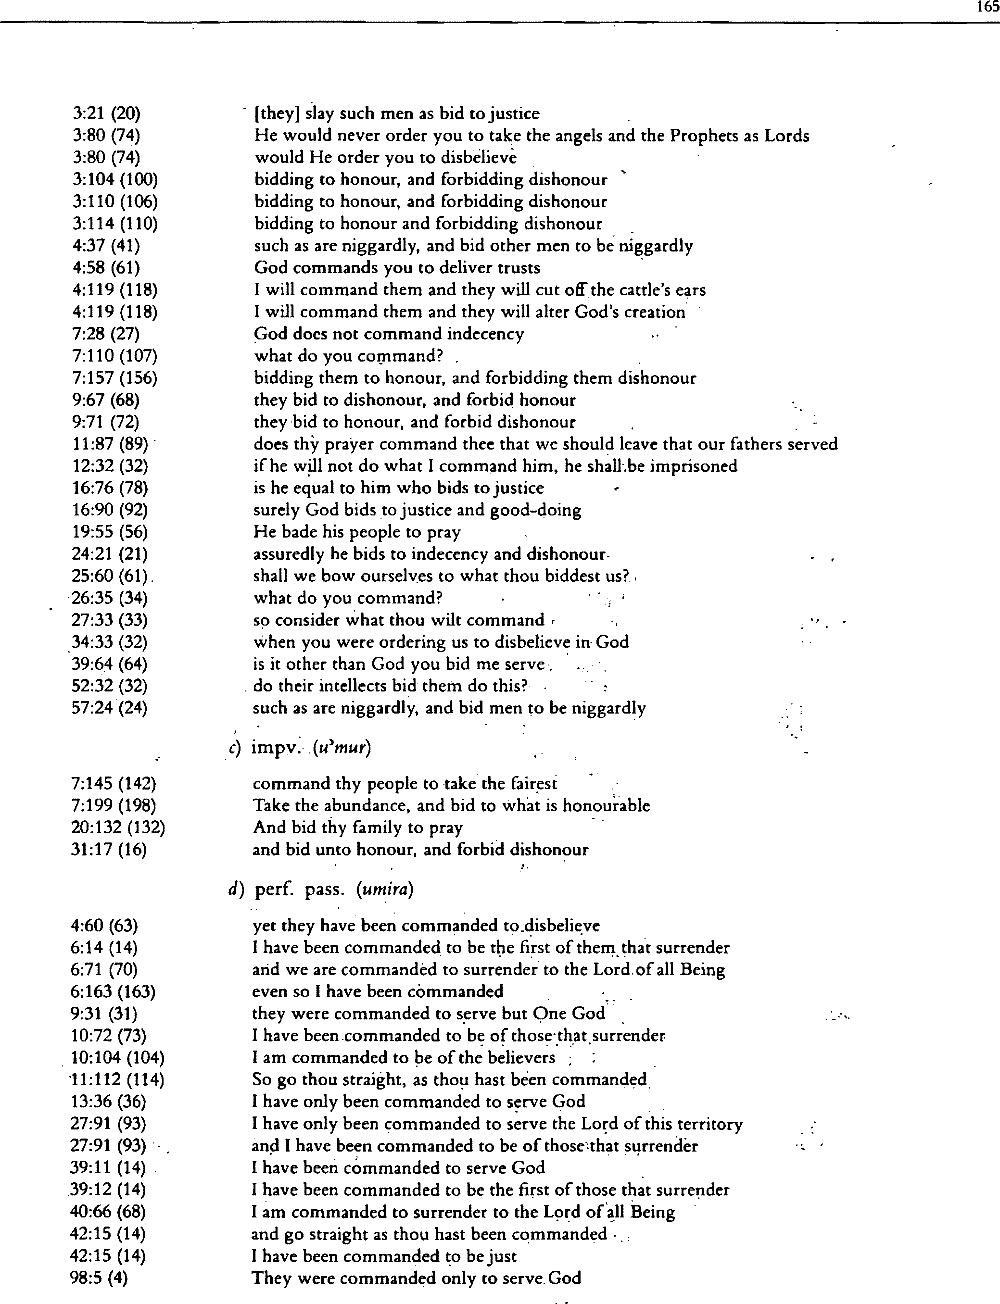 165
3:21 (20) [they] slay such men as bid to justice
3:80 (74) He would never order you to take the angels and the Prophets as Lords
3:80 (74) would He order you to disbelieve
3:104 (100) bidding to honour, and forbidding dishonour
3:110 (106) bidding to honour, and forbidding dishonour
3:114 (110) bidding to honour and forbidding dishonour
4:37 (41) such as are niggardly, and bid other men to be niggardly
4:58 (61) God commands you to deliver trusts
4:119 (118) I will command them and they will cut off the cattle's ears
4:119 (118) I will command them and they will alter God's creation
7:28 (27) God does not command indecency
7:110 (107) what do you command?
7:157 (156) bidding them to honour, and forbidding them dishonour
9:67 (68) they bid to dishonour, and forbid honour
9:71 (72) they bid to honour, and forbid dishonour
11:87 (89) does thy prayer command thee that we should leave that our fathers served
12:32 (32) if he will not do what I command him, he shall be imprisoned
16:76 (78) is he equal to him who bids to justice
16:90 (92) surely God bids to justice and good-doing
19:55 (56) He bade his people to pray
24:21 (21) assuredly he bids to indecency and dishonour
25:60 (61) shall we bow ourselves to what thou biddest us?
26:35 (34) what do you command?
27:33 (33) so consider what thou wilt command
34:33 (32) when you were ordering us to disbelieve in God
39:64 (64) is it other than God you bid me serve
52:32 (32) do their intellects bid them do this?
57:24 (24) such as are niggardly, and bid men to be niggardly
c) impv. (u’mur)
7:145 (142) command thy people to take the fairest
7:199 (198) Take the abundance, and bid to what is honourable
20:132 (132) And bid thy family to pray
31:17 (16) and bid unto honour, and forbid dishonour
d) perf. pass. (umira)
4:60 (63) yet they have been commanded to disbelieve
6:14 (14) I have been commanded to be the first of them that surrender
6:71 (70) and we are commanded to surrender to the Lord of all Being
6:163 (163) even so I have been commanded
9:31 (31) they were commanded to serve but One God
10:72 (73) I have been commanded to be of those that surrender
10:104 (104) I am commanded to be of the believers
11:112 (114) So go thou straight, as thou hast been commanded
13:36 (36) I have only been commanded to serve God
27:91 (93) I have only been commanded to serve the Lord of this territory
27:91 (93) and I have been commanded to be of those that surrender
39:11 (14) I have been commanded to serve God
39:12 (14) I have been commanded to be the first of those that surrender
40:66 (68) I am commanded to surrender to the Lord of all Being
42:15 (14) and go straight as thou hast been commanded
42:15 (14) I have been commanded to be just
98:5 (4) They were commanded only to serve God